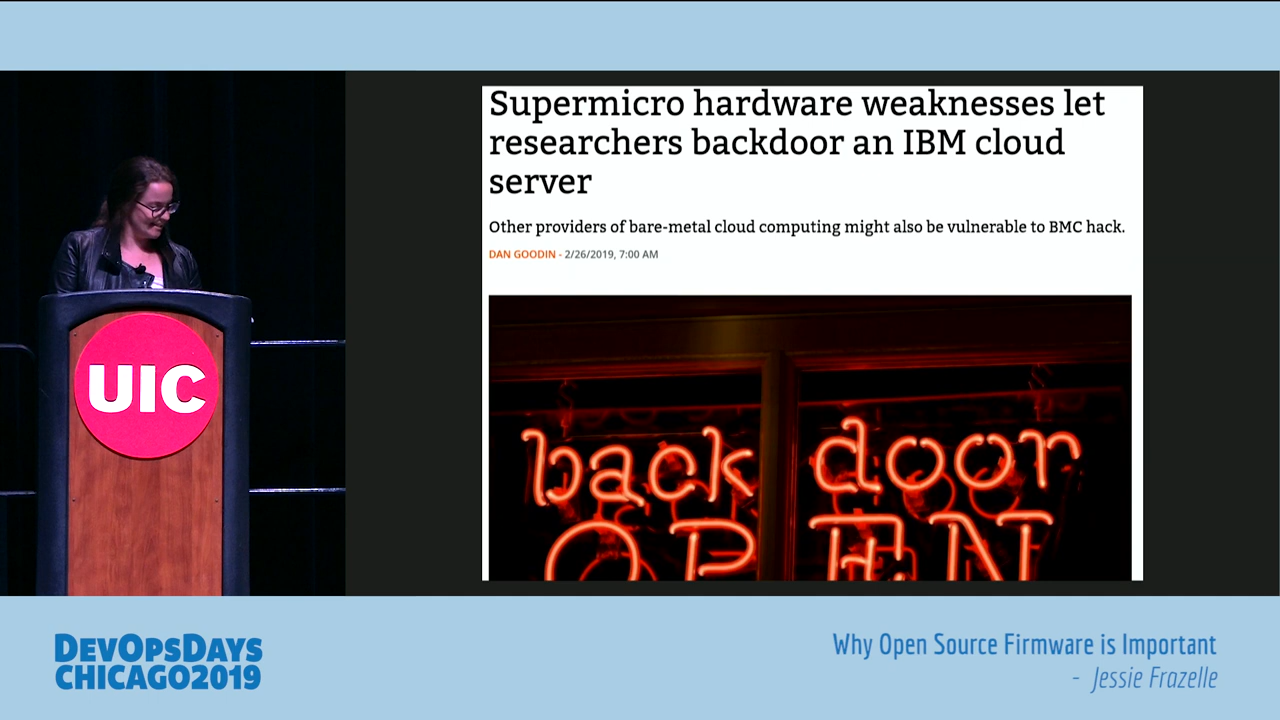 Supermicro hardware weaknesses let
researchers backdoor an IBM cloud
server
Other providers of bare-metal cloud computing might also be vulnerable to BMC hack.
DAN GOODIN - 2/26/2019, 7:00 AM
back door
OPEN
UIC
DEVOPSDAYS
CHICAGO2019
Why Open Source Firmware is Important
- Jessie Frazelle